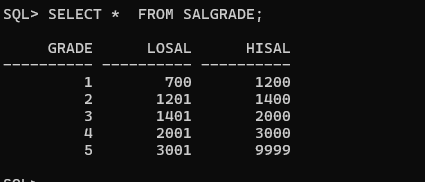 SQL> SELECT *  FROM SALGRADE;
     GRADE      LOSAL      HISAL
---------- ---------- ----------
         1        700       1200
         2       1201       1400
         3       1401       2000
         4       2001       3000
         5       3001       9999
SQL>